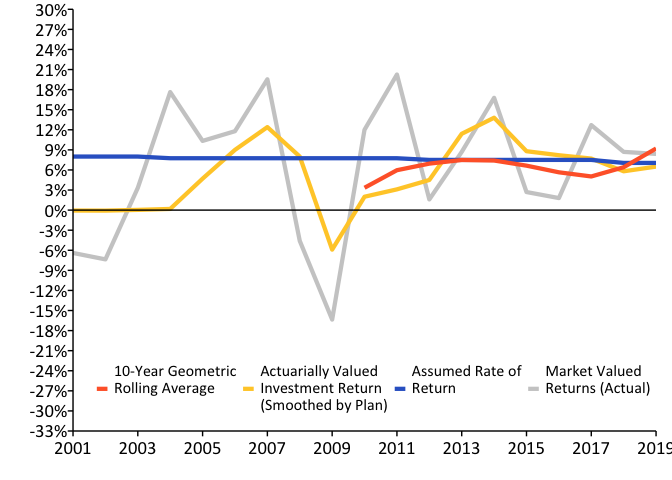 30%
27%
24%
21%
18%
15%
12%
9%
6%
3%
0%
-3%
-6%
-9%
-12%
-15%
-18%
-21%
-24%
-27%
-30%
-33%
10-Year Geometric
Rolling Average
Actuarially Valued
Investment Return
(Smoothed by Plan)
Assumed Rate of
Return
Market Valued
Returns (Actual)
2001 2003 2005 2007 2009 2011 2013 2015 2017 2019